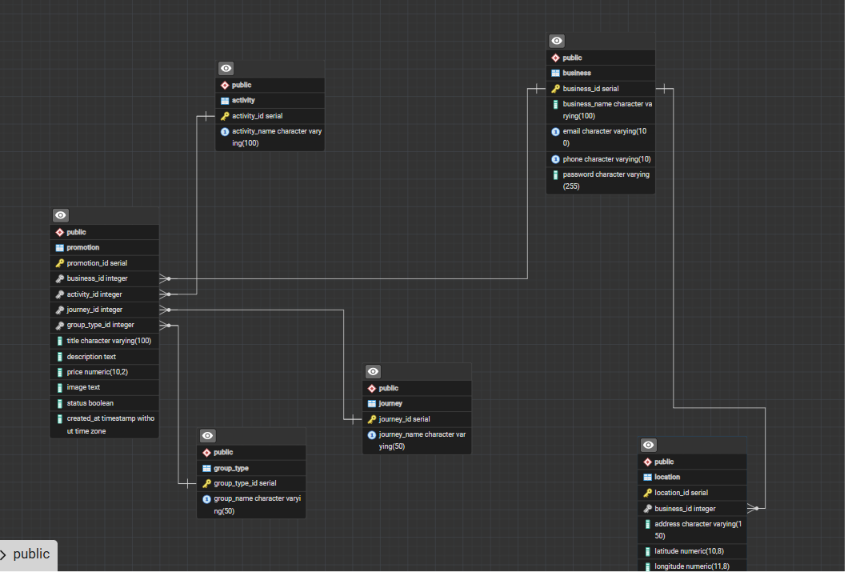 public
business
business_id serial
business_name character va
rying(100)
email character varying(10
0)
phone character varying(10)
password character varying
(255)
public
activity
activity_id serial
activity_name character vary
ing(100)
public
promotion
promotion_id serial
business_id integer
activity_id integer
journey_id integer
group_type_id integer
title character varying(100)
description text
price numeric(10,2)
image text
status boolean
created_at timestamp witho
ut time zone
public
journey
journey_id serial
journey_name character var
ying(50)
public
group_type
group_type_id serial
group_name character varyi
ng(50)
public
location
location_id serial
business_id integer
address character varying(1
50)
latitude numeric(10,8)
longitude numeric(11,8)
public